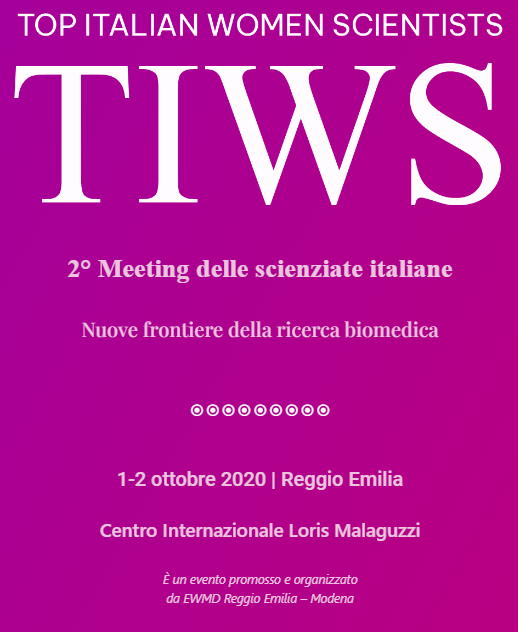 TOP ITALIAN WOMEN SCIENTISTS
TIWS
2° Meeting delle scienziate italiane
Nuove frontiere della ricerca biomedica
1-2 ottobre 2020 | Reggio Emilia
Centro Internazionale Loris Malaguzzi
È un evento promosso e organizzato
da EWMD Reggio Emilia – Modena